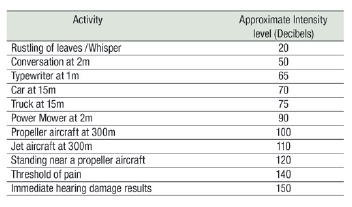 Activity Approximate Intensity
level (Decibels)
Rustling of leaves /Whisper 20
Conversation at 2m 50
Typewriter at 1m 65
Car at 15m 70
Truck at 15m 75
Power Mower at 2m 90
Propeller aircraft at 300m 100
Jet aircraft at 300m 110
Standing near a propeller aircraft 120
Threshold of pain 140
Immediate hearing damage results 150